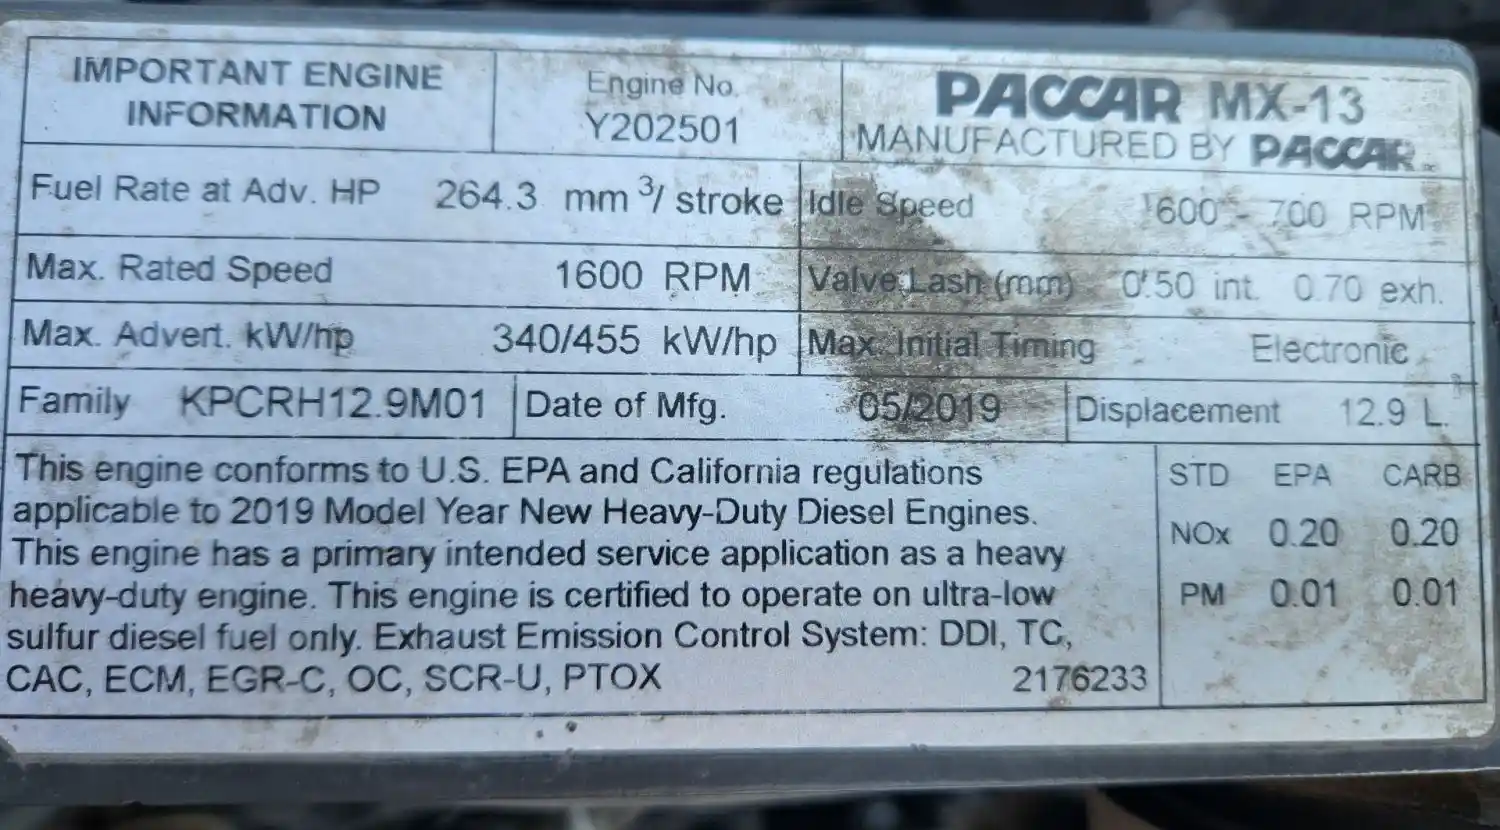 IMPORTANT ENGINE
INFORMATION
Engine No.
Y202501
PACCAR MX-13
MANUFACTURED BY PACCAR
Fuel Rate at Adv. HP 264.3 mm³/ stroke
Idle Speed 600 - 700 RPM
Max. Rated Speed 1600 RPM
Valve Lash (mm) 0.50 int. 0.70 exh.
Max. Advert. kW/hp 340/455 kW/hp
Max. Initial Timing Electronic
Family KPCRH12.9M01
Date of Mfg. 05/2019
Displacement 12.9 L.
This engine conforms to U.S. EPA and California regulations
applicable to 2019 Model Year New Heavy-Duty Diesel Engines.
This engine has a primary intended service application as a heavy
heavy-duty engine. This engine is certified to operate on ultra-low
sulfur diesel fuel only. Exhaust Emission Control System: DDI, TC,
CAC, ECM, EGR-C, OC, SCR-U, PTOX
2176233
STD EPA CARB
NOx 0.20 0.20
PM 0.01 0.01